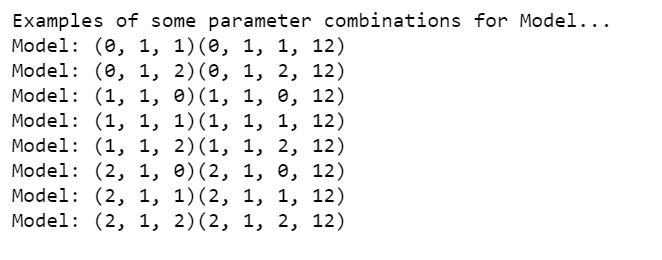 Examples of some parameter combinations for Model...
Model: (0, 1, 1)(0, 1, 1, 12)
Model: (0, 1, 2)(0, 1, 2, 12)
Model: (1, 1, 0)(1, 1, 0, 12)
Model: (1, 1, 1)(1, 1, 1, 12)
Model: (1, 1, 2)(1, 1, 2, 12)
Model: (2, 1, 0)(2, 1, 0, 12)
Model: (2, 1, 1)(2, 1, 1, 12)
Model: (2, 1, 2)(2, 1, 2, 12)